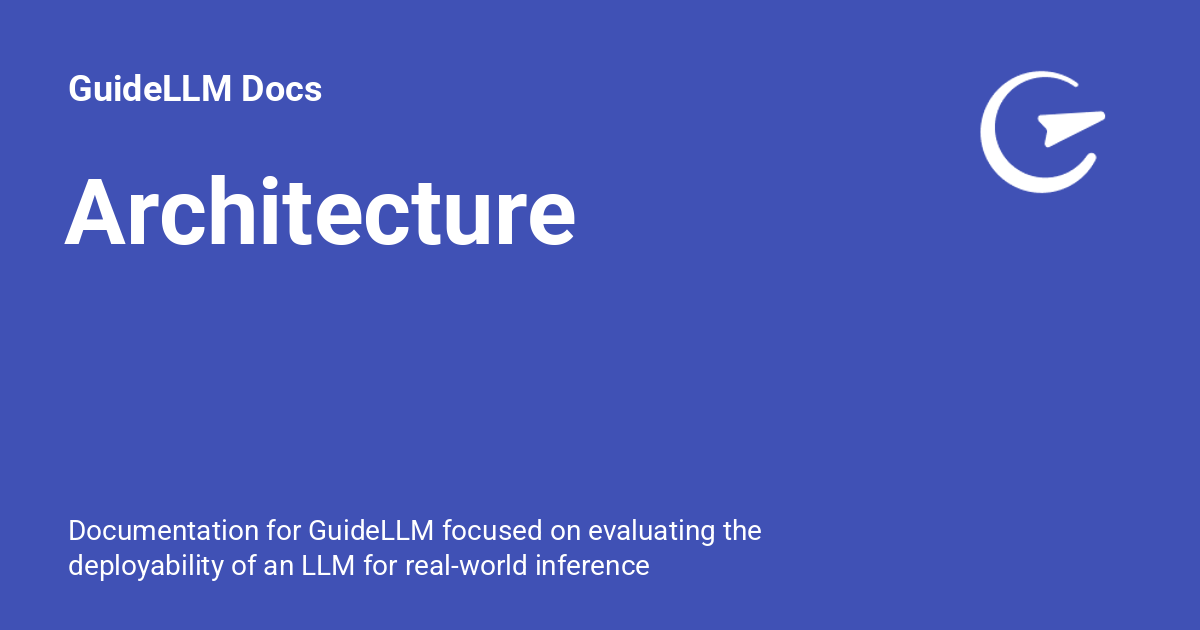 GuideLLM Docs
Architecture
Documentation for GuideLLM focused on evaluating the
deployability of an LLM for real-world inference